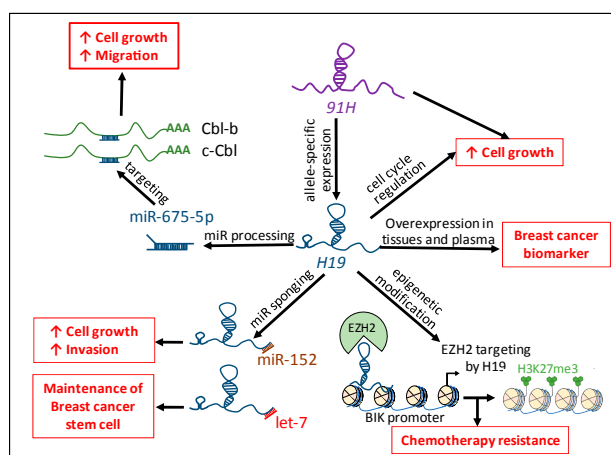 ↑ Cell growth
↑ Migration
91H
AAA Cbl-b
AAA c-Cbl
allele-specific
expression
cell cycle
regulation
↑ Cell growth
targeting
miR-675-5p
miR processing
H19
Overexpression in
tissues and plasma
Breast cancer
biomarker
miR sponging
epigenetic
modification
↑ Cell growth
↑ Invasion
miR-152
EZH2
EZH2 targeting
by H19
H3K27me3
Maintenance of
Breast cancer
stem cell
let-7
BIK promoter
Chemotherapy resistance